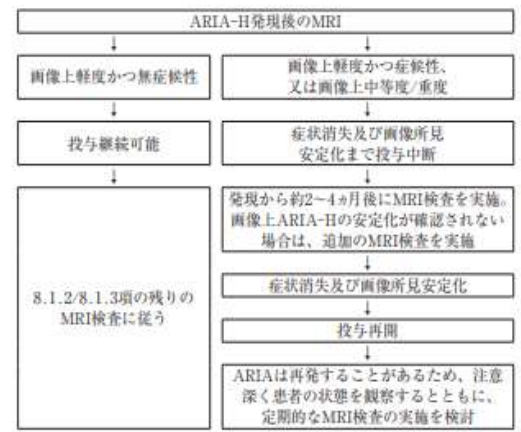 ARIA-H発現後のMRI
画像上軽度かつ無症候性
投与継続可能
8.1.2/8.1.3項の残りの
MRI検査に従う
画像上軽度かつ症候性、
又は画像上中等度/重度
症状消失及び画像所見
安定化まで投与中断
発現から約2~4ヵ月後にMRI検査を実施。
画像上ARIA-Hの安定化が確認されない
場合は、追加のMRI検査を実施
症状消失及び画像所見安定化
投与再開
ARIAは再発することがあるため、注意
深く患者の状態を観察するとともに、
定期的なMRI検査の実施を検討